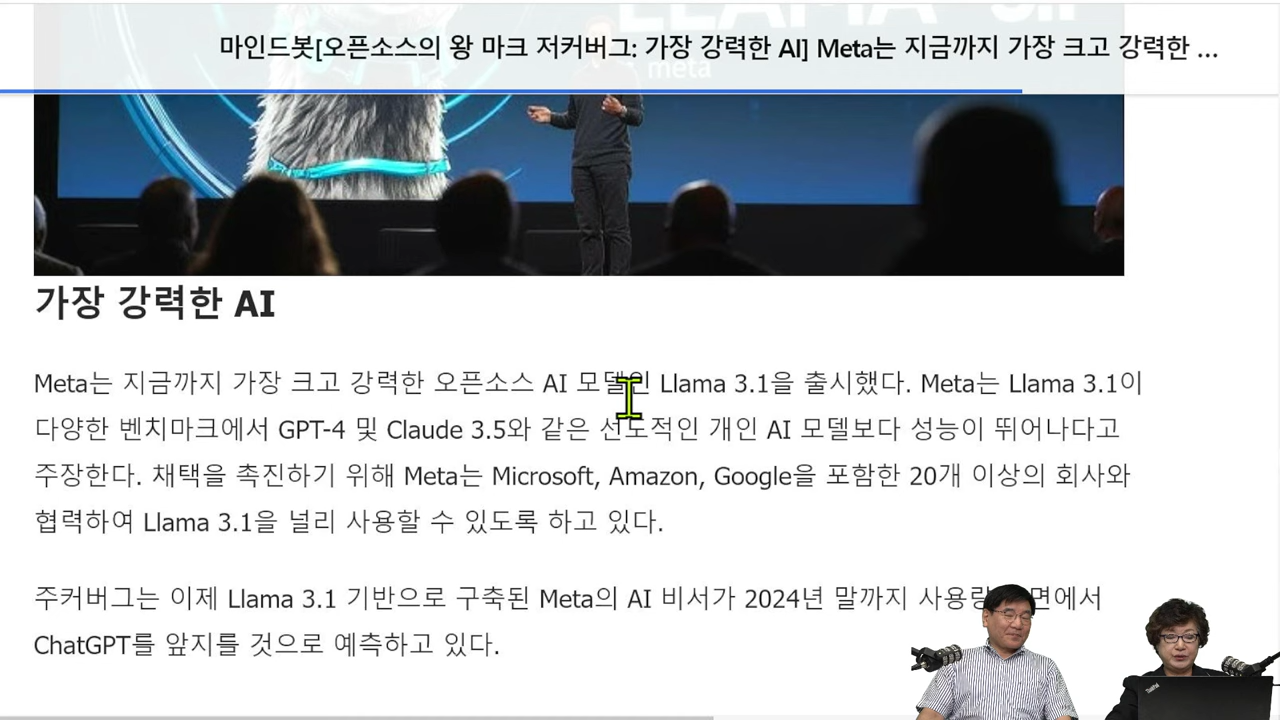 마인드봇[오픈소스의 왕 마크 저커버그: 가장 강력한 AI] Meta는 지금까지 가장 크고 강력한 ...
meta
가장 강력한 AI
Meta는 지금까지 가장 크고 강력한 오픈소스 AI 모델인 Llama 3.1을 출시했다. Meta는 Llama 3.1이
다양한 벤치마크에서 GPT-4 및 Claude 3.5와 같은 선도적인 개인 AI 모델보다 성능이 뛰어나다고
주장한다. 채택을 촉진하기 위해 Meta는 Microsoft, Amazon, Google을 포함한 20개 이상의 회사와
협력하여 Llama 3.1을 널리 사용할 수 있도록 하고 있다.
주커버그는 이제 Llama 3.1 기반으로 구축된 Meta의 AI 비서가 2024년 말까지 면에서
ChatGPT를 앞지를 것으로 예측하고 있다.
ThinkPad